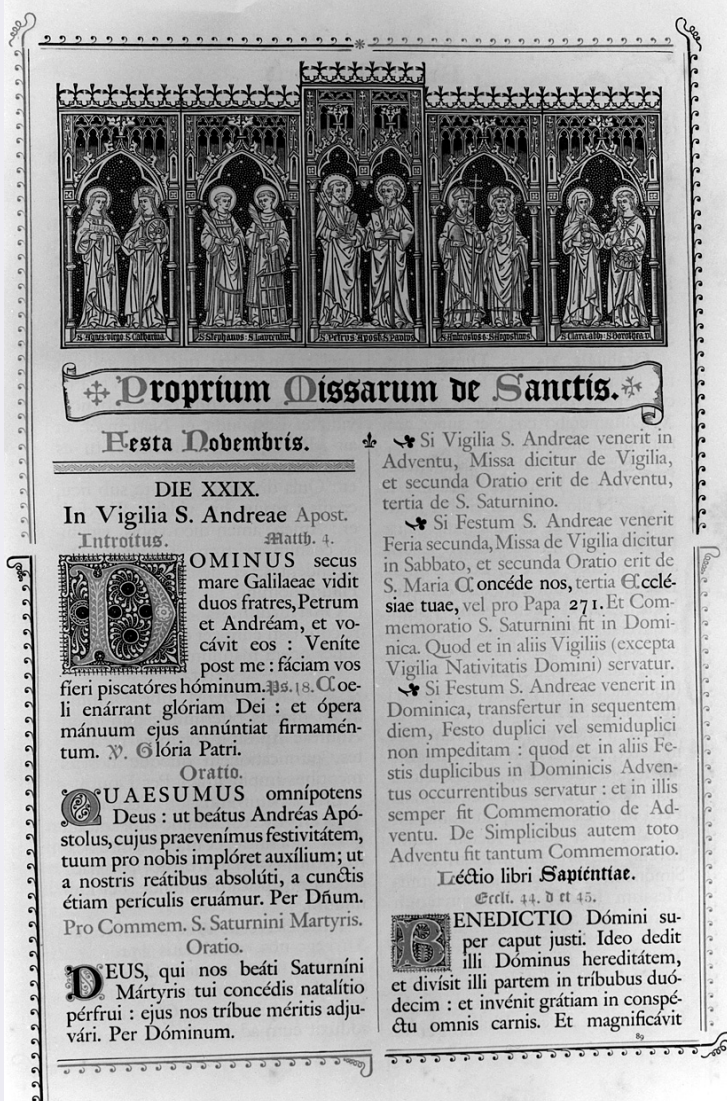 S. Agnes: virgo S. Catherina
S. Stephanus: S. Laurentius
S. Petrus: Apost. S. Paulus
S. Ambrosius: S. Augustinus
S. Clara abb: S. Dorothea v.
Proprium Missarum de Sanctis.
Festa Novembris.
DIE XXIX.
In Vigilia S. Andreae Apost.
Introitus. Matth. 4.
DOMINUS secus
mare Galilaeae vidit
duos fratres, Petrum
et Andréam, et vo-
cávit eos : Veníte
post me : fáciam vos
fíeri piscatóres hóminum. Ps. 18. Coe-
li enárrant glóriam Dei : et ópera
mánuum ejus annúntiat firmamén-
tum. ℣. Glória Patri.
Oratio.
QUAESUMUS omnípotens
Deus : ut beátus Andréas Apó-
stolus, cujus praevenímus festivitátem,
tuum pro nobis implóret auxílium; ut
a nostris reátibus absolúti, a cunctis
étiam perículis eruámur. Per Dñum.
Pro Commem. S. Saturnini Martyris.
Oratio.
DEUS, qui nos beáti Saturníni
Mártyris tui concédis natalítio
pérfrui : ejus nos tríbue méritis adju-
vári. Per Dóminum.
Si Vigilia S. Andreae venerit in
Adventu, Missa dicitur de Vigilia,
et secunda Oratio erit de Adventu,
tertia de S. Saturnino.
Si Festum S. Andreae venerit
Feria secunda, Missa de Vigilia dicitur
in Sabbato, et secunda Oratio erit de
S. Maria Concéde nos, tertia Ecclé-
siae tuae, vel pro Papa 271. Et Com-
memoratio S. Saturnini fit in Domi-
nica. Quod et in aliis Vigiliis (excepta
Vigilia Nativitatis Domini) servatur.
Si Festum S. Andreae venerit in
Dominica, transfertur in sequentem
diem, Festo duplici vel semiduplici
non impeditam : quod et in aliis Fe-
stis duplicibus in Dominicis Adven-
tus occurrentibus servatur : et in illis
semper fit Commemoratio de Ad-
ventu. De Simplicibus autem toto
Adventu fit tantum Commemoratio.
Léctio libri Sapiéntiae.
Eccli. 44. d et 45.
BENEDICTIO Dómini su-
per caput justi. Ideo dedit
illi Dóminus hereditátem,
et divísit illi partem in tríbubus duó-
decim : et invénit grátiam in conspé-
ctu omnis carnis. Et magnificávit
89